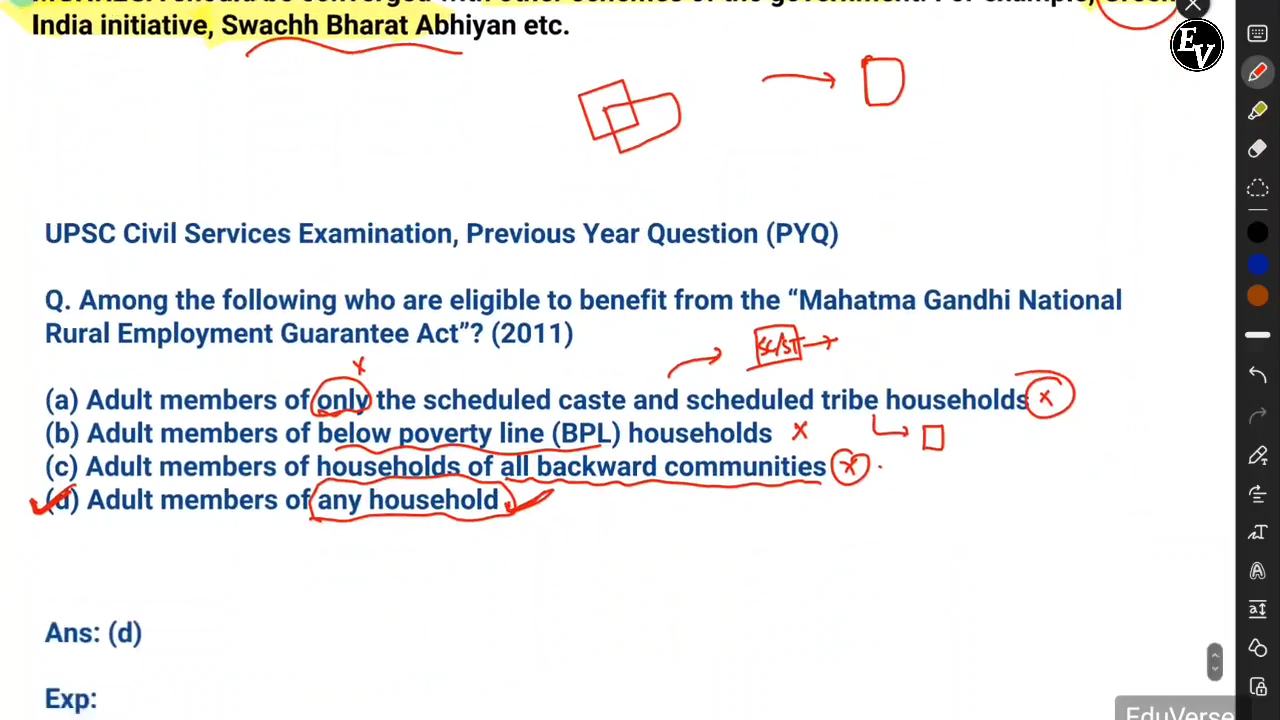 India initiative, Swachh Bharat Abhiyan etc.
EV
UPSC Civil Services Examination, Previous Year Question (PYQ)
Q. Among the following who are eligible to benefit from the “Mahatma Gandhi National
Rural Employment Guarantee Act”? (2011)
SC/ST
(a) Adult members of only the scheduled caste and scheduled tribe households
(b) Adult members of below poverty line (BPL) households
(c) Adult members of households of all backward communities
(d) Adult members of any household
Ans: (d)
Exp:
EduVerse